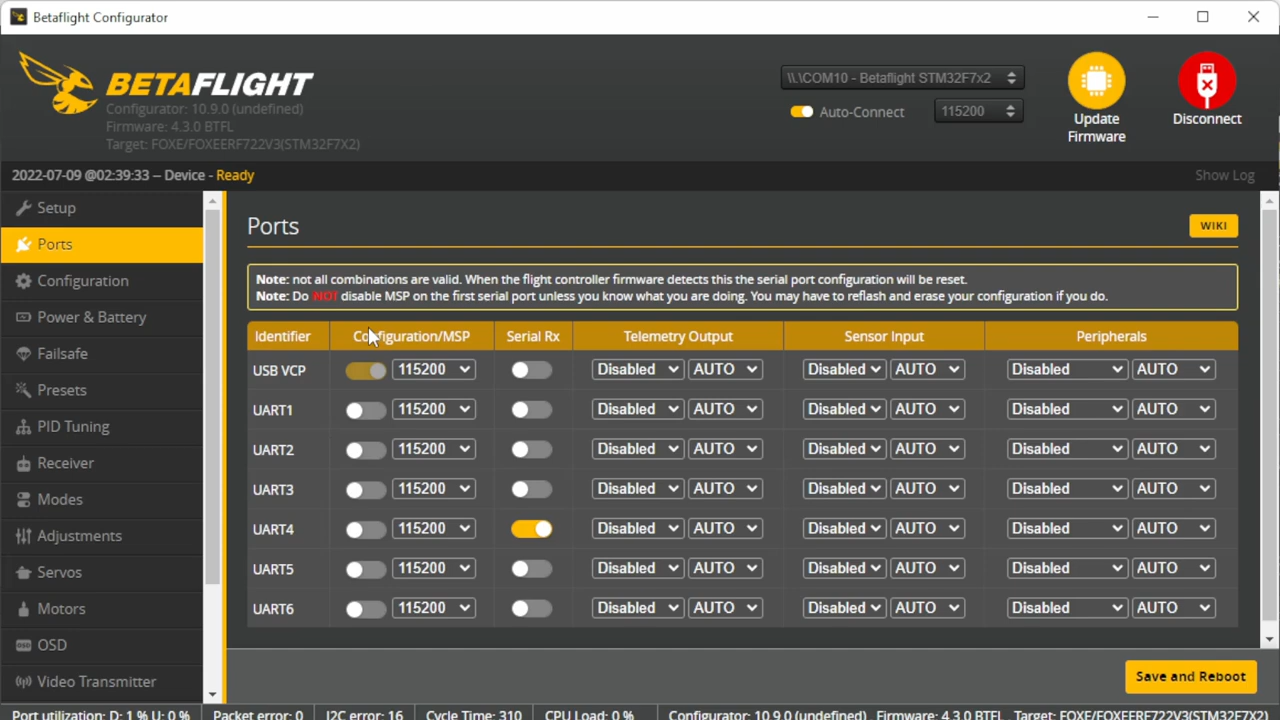 Betaflight Configurator
BETAFLIGHT
Configurator: 10.9.0 (undefined)
Firmware: 4.3.0 BTFL
Target: FOXE/FOXEERF722V3(STM32F7X2)
\\.\COM10 - Betaflight STM32F7x2
Auto-Connect 115200
Update Firmware
Disconnect
2022-07-09 @02:39:33 -- Device - Ready
Show Log
Setup
Ports
Configuration
Power & Battery
Failsafe
Presets
PID Tuning
Receiver
Modes
Adjustments
Servos
Motors
OSD
Video Transmitter
Ports
WIKI
Note: not all combinations are valid. When the flight controller firmware detects this the serial port configuration will be reset.
Note: Do NOT disable MSP on the first serial port unless you know what you are doing. You may have to reflash and erase your configuration if you do.
Identifier Configuration/MSP Serial Rx Telemetry Output Sensor Input Peripherals
USB VCP 115200 Disabled AUTO Disabled AUTO Disabled AUTO
UART1 115200 Disabled AUTO Disabled AUTO Disabled AUTO
UART2 115200 Disabled AUTO Disabled AUTO Disabled AUTO
UART3 115200 Disabled AUTO Disabled AUTO Disabled AUTO
UART4 115200 Disabled AUTO Disabled AUTO Disabled AUTO
UART5 115200 Disabled AUTO Disabled AUTO Disabled AUTO
UART6 115200 Disabled AUTO Disabled AUTO Disabled AUTO
Save and Reboot
Port utilization: D: 1 % U: 0 % Packet error: 0 I2C error: 16 Cycle Time: 310 CPU Load: 0 % Configurator: 10.9.0 (undefined) Firmware: 4.3.0 BTFL Target: FOXE/FOXEERF722V3(STM32F7X2)